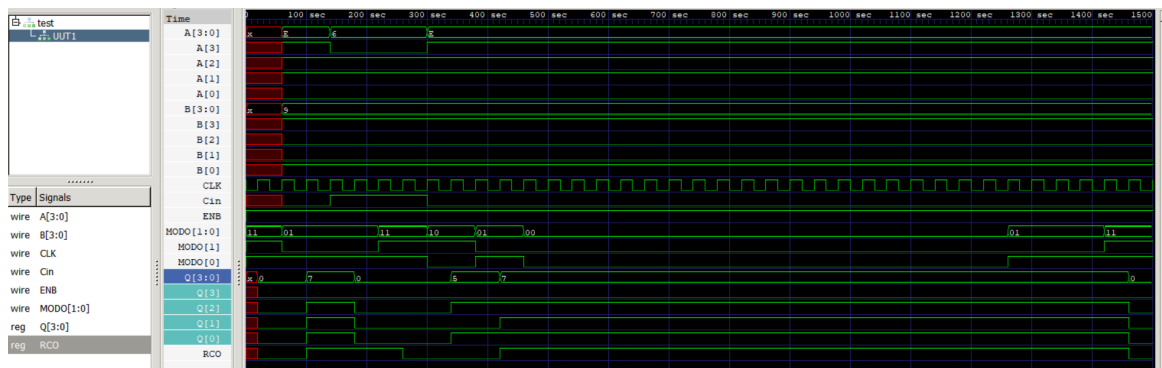 test
UUT1
Type Signals
wire A[3:0]
wire B[3:0]
wire CLK
wire Cin
wire ENB
wire MODO[1:0]
reg Q[3:0]
reg RCO
Time
A[3:0]
A[3]
A[2]
A[1]
A[0]
B[3:0]
B[3]
B[2]
B[1]
B[0]
CLK
Cin
ENB
MODO[1:0]
MODO[1]
MODO[0]
Q[3:0]
Q[3]
Q[2]
Q[1]
Q[0]
RCO
0 100 sec 200 sec 300 sec 400 sec 500 sec 600 sec 700 sec 800 sec 900 sec 1000 sec 1100 sec 1200 sec 1300 sec 1400 sec 1500
x E 6 E
x 9
11 01 11 10 01 00 01 11
x 0 7 0 5 7 0